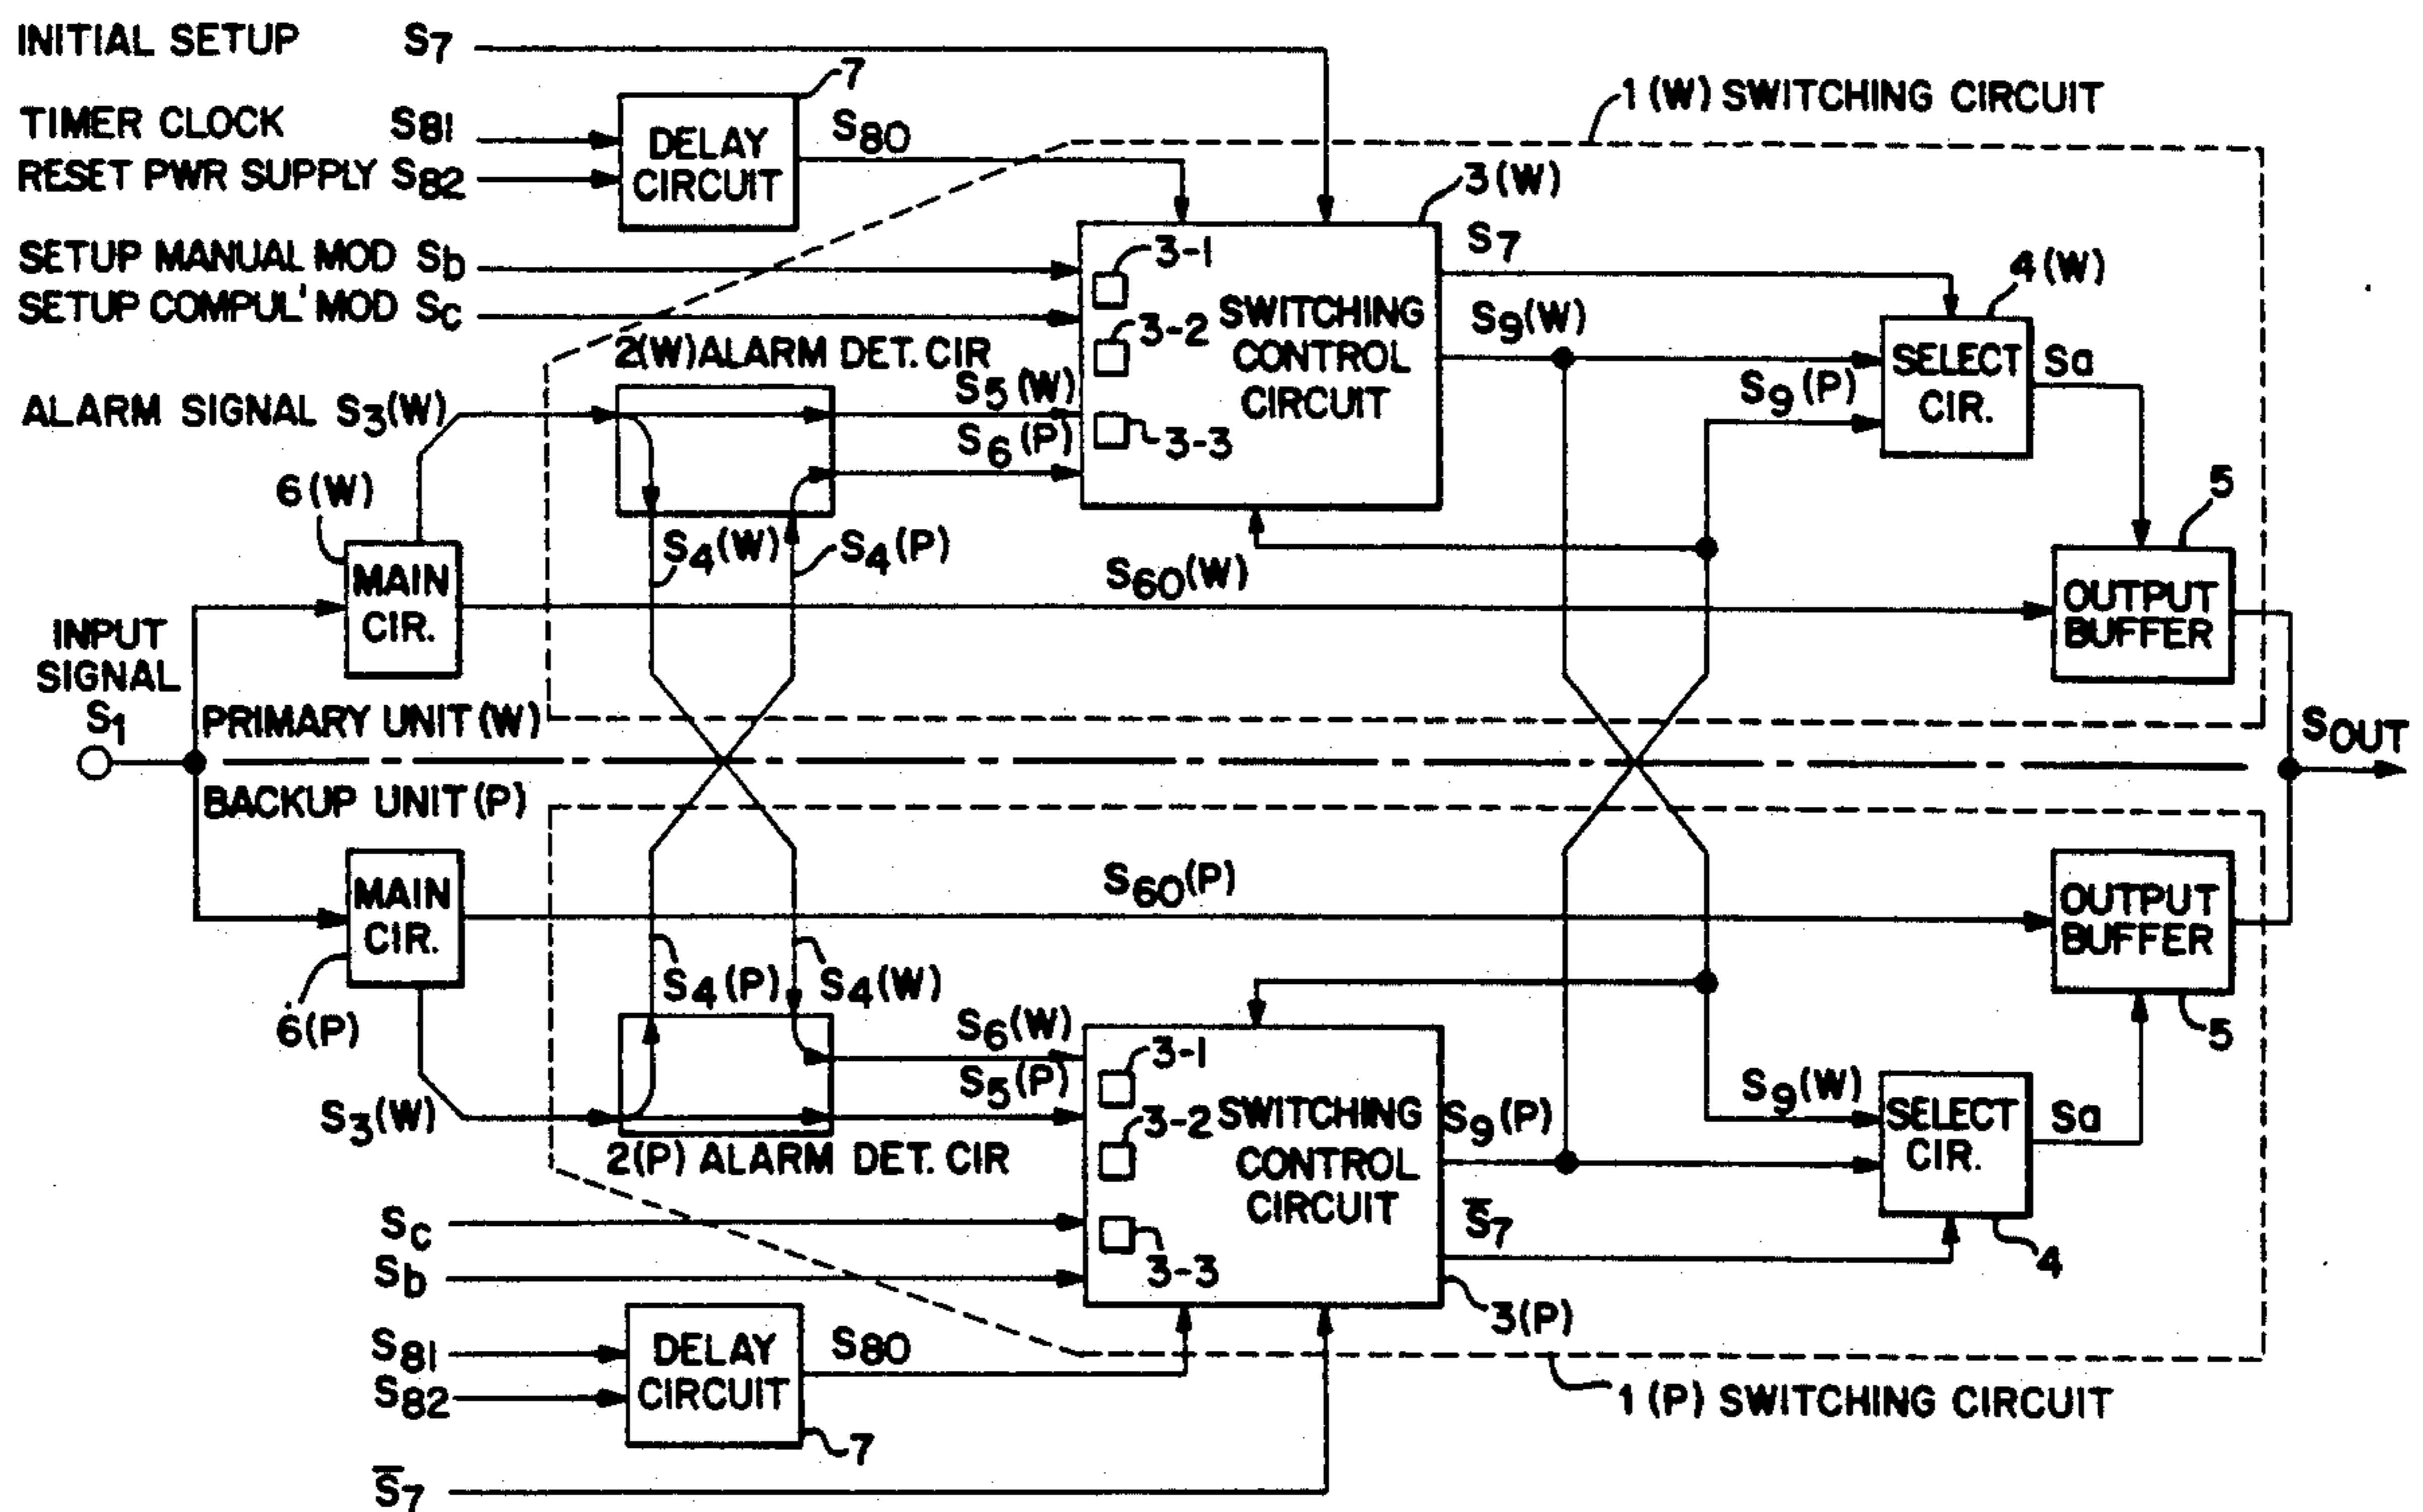 INITIAL SETUP S7
7
1(W) SWITCHING CIRCUIT
TIMER CLOCK S81
RESET PWR SUPPLY S82
DELAY
CIRCUIT
S80
3(W)
SETUP MANUAL MOD Sb
SETUP COMPUL' MOD Sc
3-1
3-2
3-3
SWITCHING
CONTROL
CIRCUIT
S7
S9(W)
4(W)
SELECT
CIR.
Sa
S9(P)
2(W) ALARM DET. CIR
ALARM SIGNAL S3(W)
S5(W)
S6(P)
6(W)
MAIN
CIR.
S4(W)
S4(P)
S60(W)
5
OUTPUT
BUFFER
INPUT
SIGNAL
S1
PRIMARY UNIT(W)
BACKUP UNIT(P)
SOUT
MAIN
CIR.
6(P)
S60(P)
OUTPUT
BUFFER
5
S4(P)
S4(W)
S3(W)
S6(W)
S5(P)
2(P) ALARM DET. CIR
3-1
3-2
3-3
SWITCHING
CONTROL
CIRCUIT
S9(P)
S9(W)
SELECT
CIR.
Sa
4
S̅7
3(P)
Sc
Sb
S81
S82
DELAY
CIRCUIT
S80
7
1(P) SWITCHING CIRCUIT
S̅7